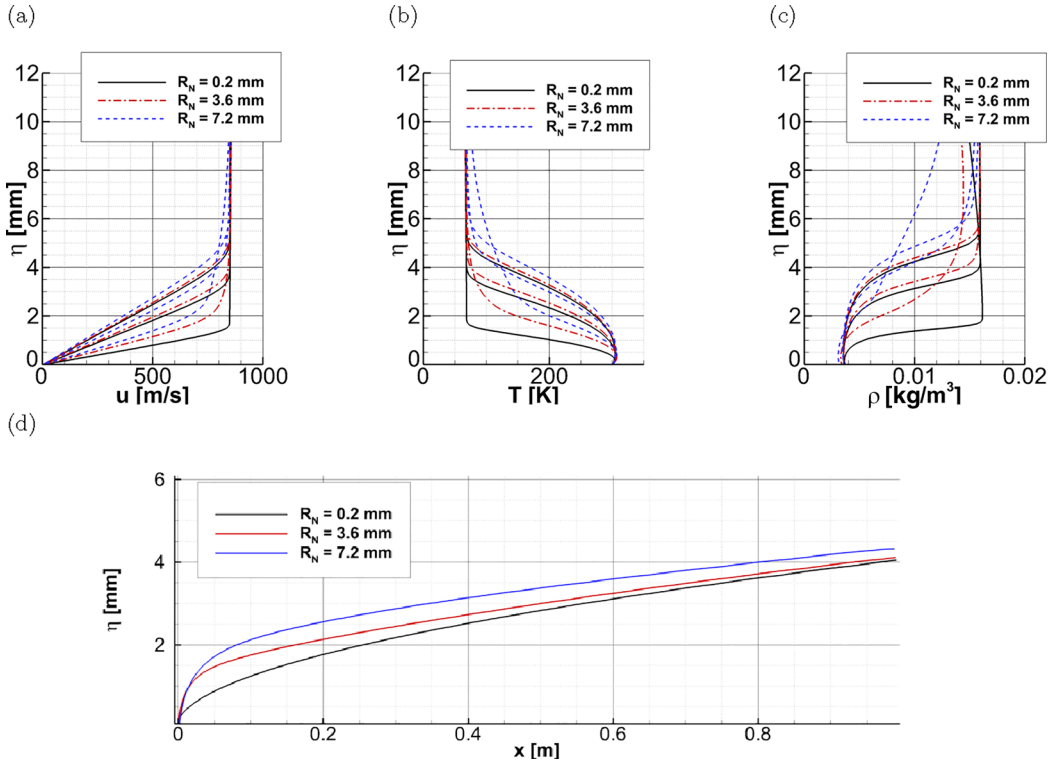 (a)
(b)
(c)
R_N = 0.2 mm
R_N = 3.6 mm
R_N = 7.2 mm
R_N = 0.2 mm
R_N = 3.6 mm
R_N = 7.2 mm
R_N = 0.2 mm
R_N = 3.6 mm
R_N = 7.2 mm
η [mm]
12
10
8
6
4
2
0
0
500
1000
u [m/s]
η [mm]
12
10
8
6
4
2
0
0
200
T [K]
η [mm]
12
10
8
6
4
2
0
0
0.01
0.02
ρ [kg/m³]
(d)
R_N = 0.2 mm
R_N = 3.6 mm
R_N = 7.2 mm
η [mm]
6
4
2
0
0.2
0.4
0.6
0.8
x [m]